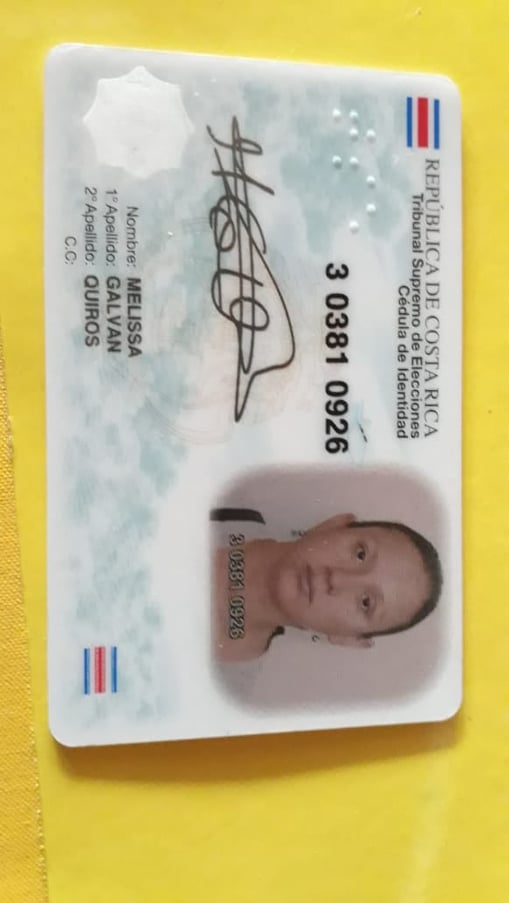 REPÚBLICA DE COSTA RICA
Tribunal Supremo de Elecciones
Cédula de Identidad
3 0381 0926
3 0381 0926
Nombre: MELISSA
1° Apellido: GALVAN
2° Apellido: QUIROS
C.C: